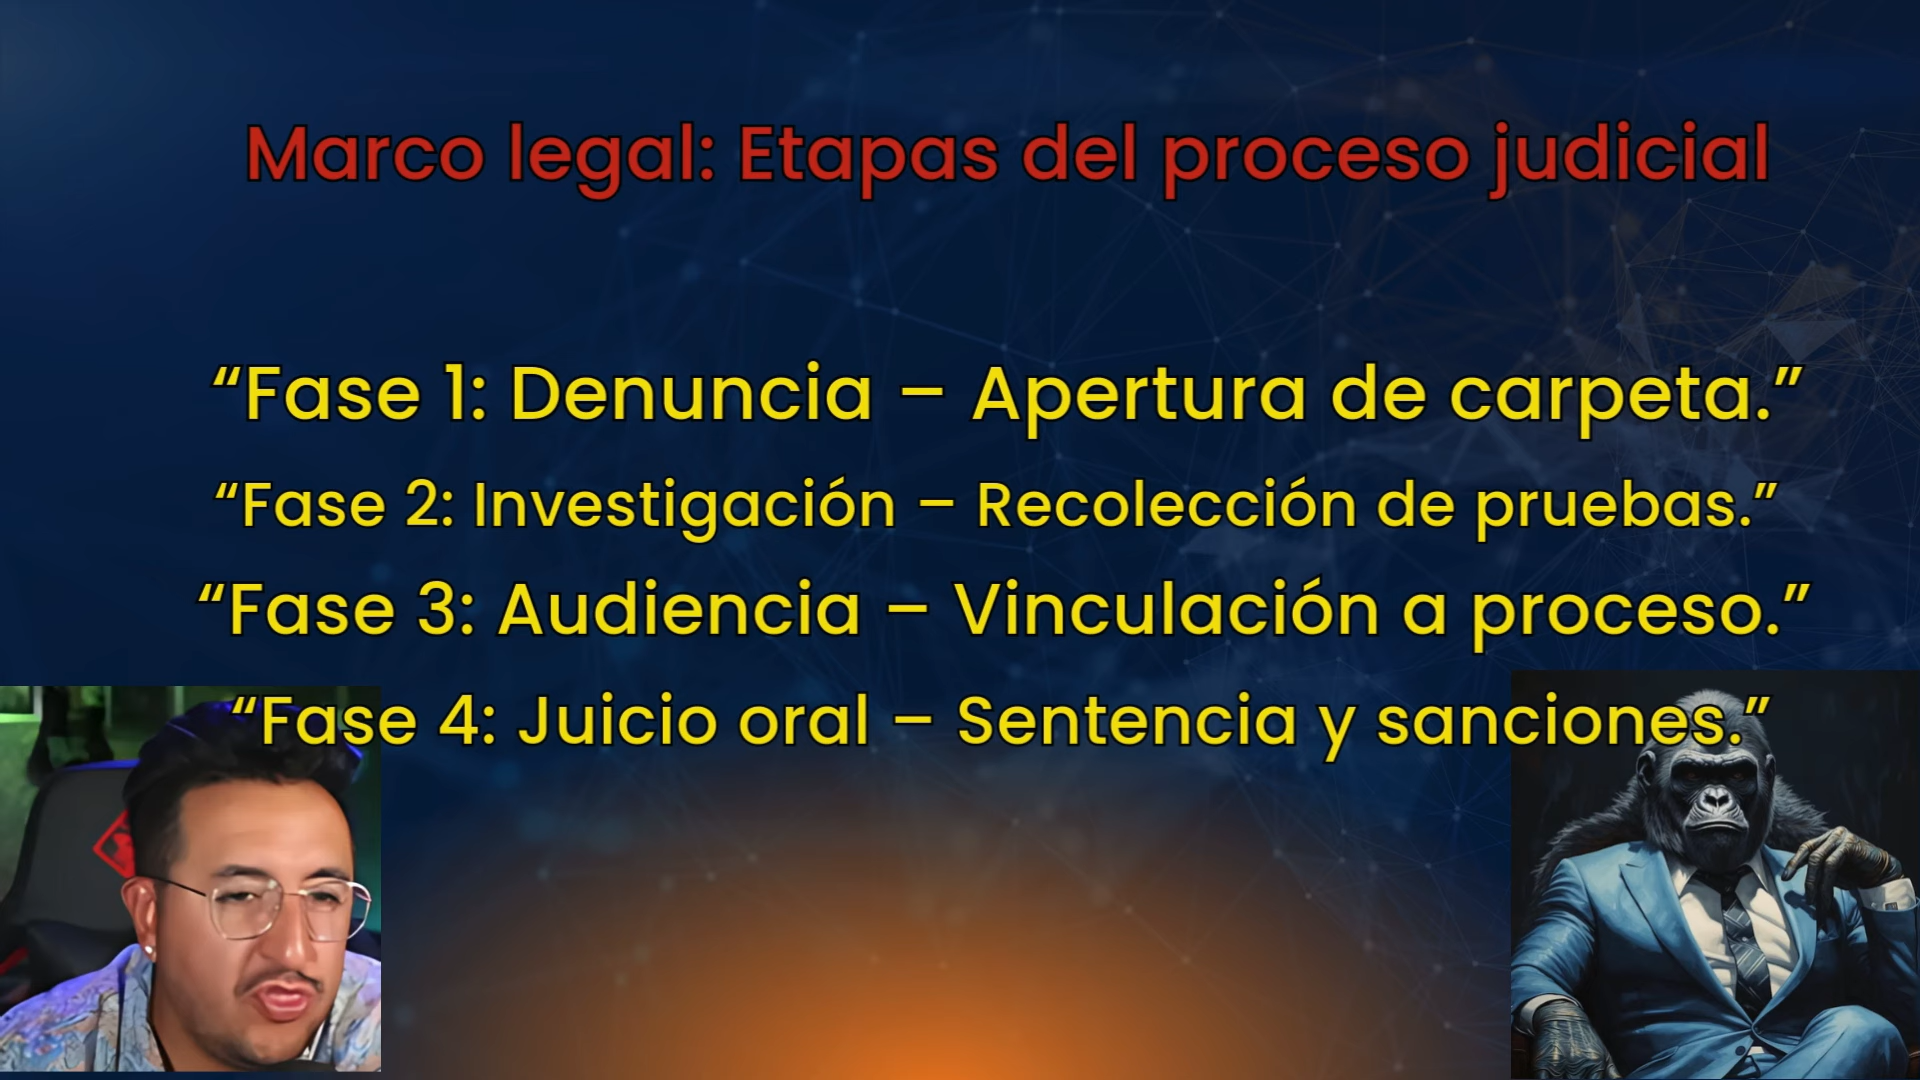 Marco legal: Etapas del proceso judicial
“Fase 1: Denuncia – Apertura de carpeta.”
“Fase 2: Investigación – Recolección de pruebas.”
“Fase 3: Audiencia – Vinculación a proceso.”
“Fase 4: Juicio oral – Sentencia y sanciones.”